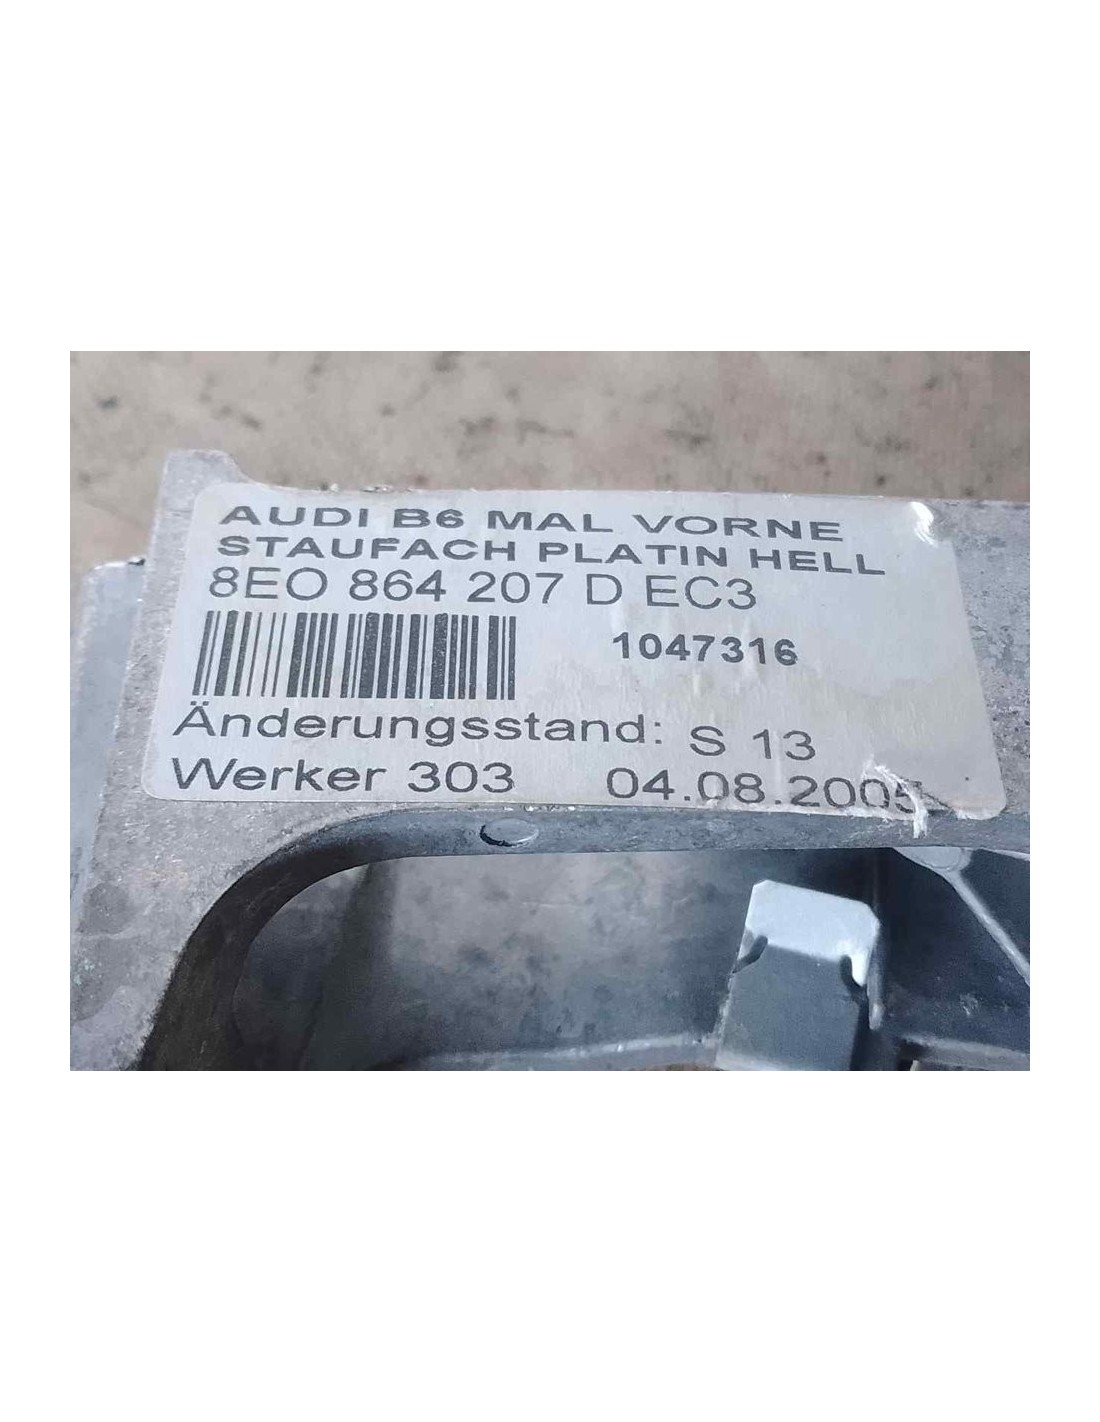 AUDI B6 MAL VORNE
STAUFACH PLATIN HELL
8EO 864 207 D EC3
1047316
Änderungsstand: S 13
Werker 303 04.08.2005